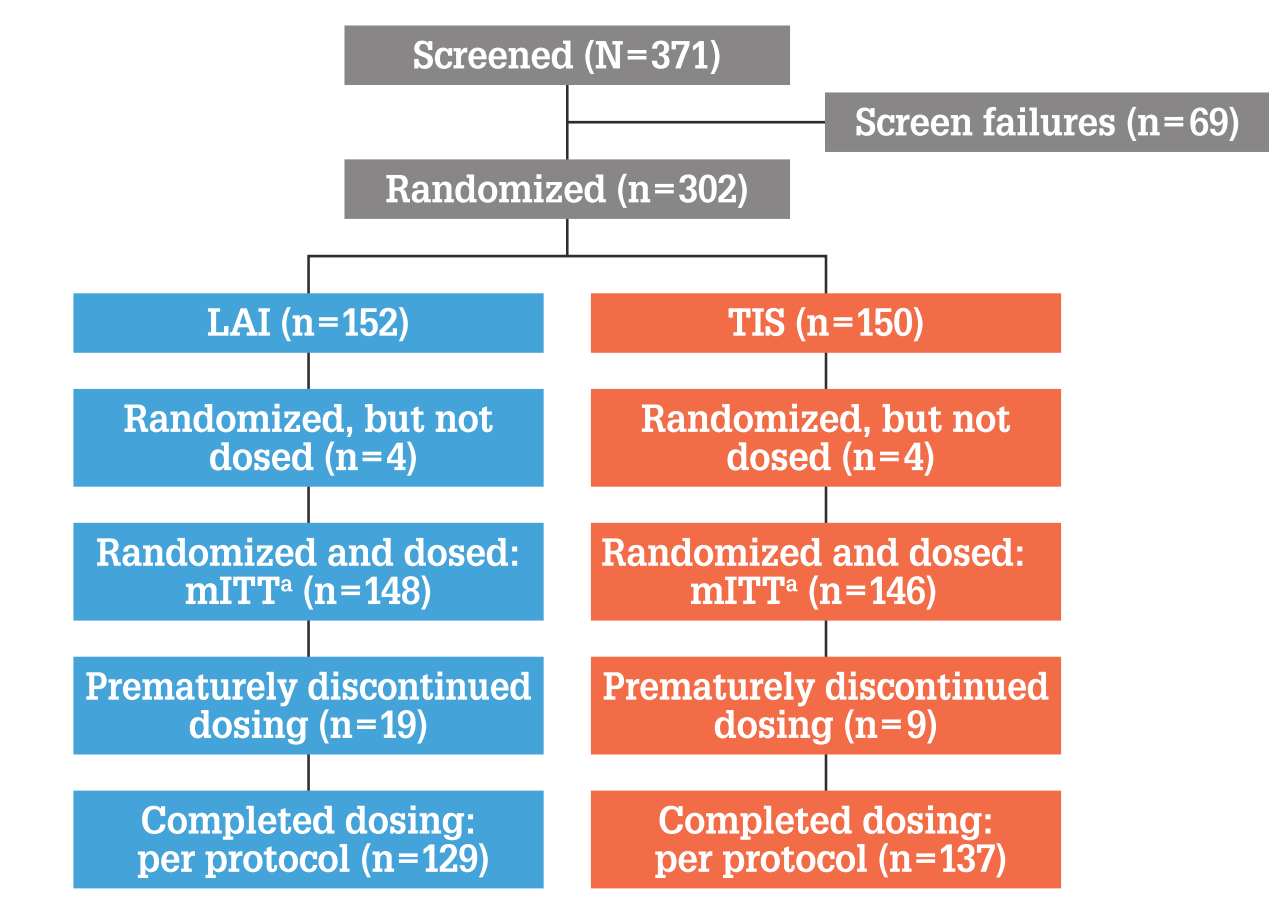 Screened (N=371)
Screen failures (n=69)
Randomized (n=302)
LAI (n=152)
Randomized, but not
dosed (n=4)
Randomized and dosed:
mITTᵃ (n=148)
Prematurely discontinued
dosing (n=19)
Completed dosing:
per protocol (n=129)
TIS (n=150)
Randomized, but not
dosed (n=4)
Randomized and dosed:
mITTᵃ (n=146)
Prematurely discontinued
dosing (n=9)
Completed dosing:
per protocol (n=137)